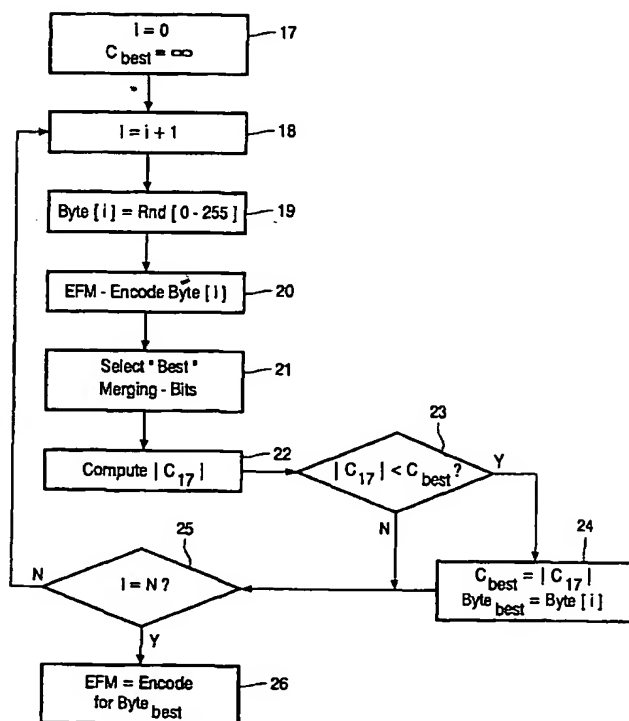 I = 0
C best = ∞
17
I = i + 1
18
Byte [ i ] = Rnd [ 0 - 255 ]
19
EFM - Encode Byte [ I ]
20
Select "Best"
Merging - Bits
21
Compute | C 17 |
22
| C 17 | < C best ?
23
Y
N
C best = | C 17 |
Byte best = Byte [ i ]
24
I = N ?
25
N
Y
EFM = Encode
for Byte best
26